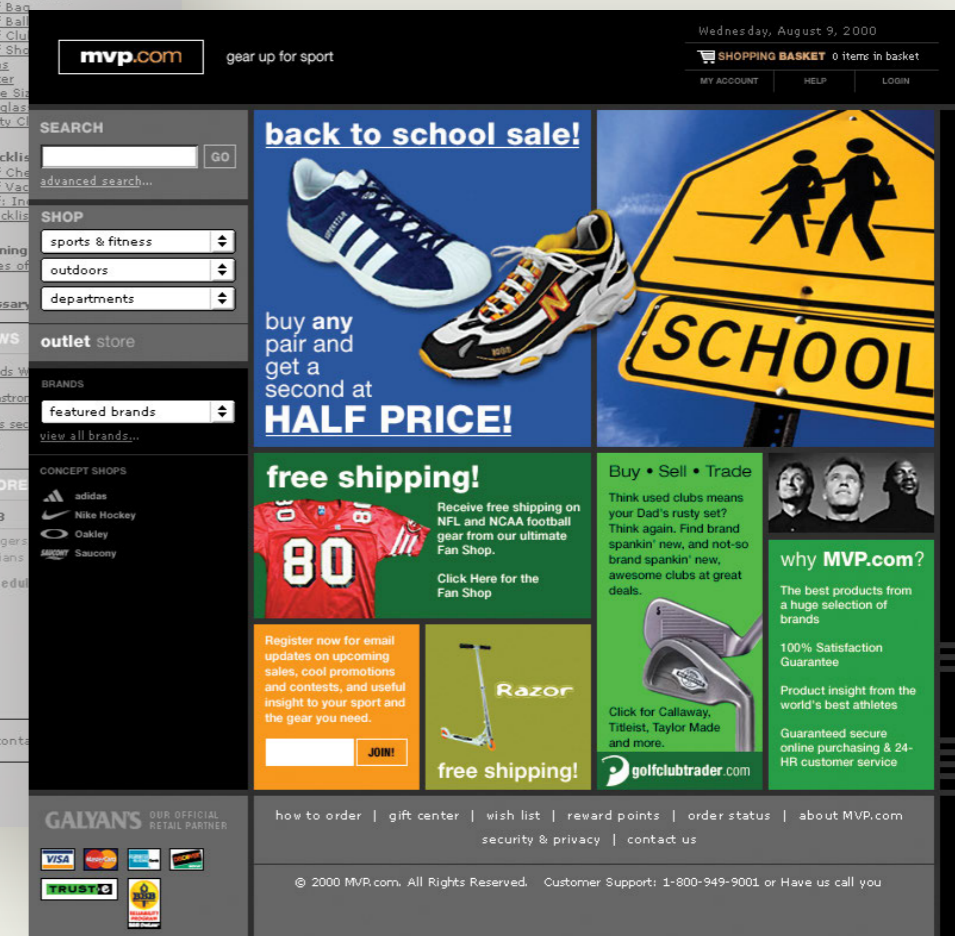 mvp.com
gear up for sport
Wednesday, August 9, 2000
SHOPPING BASKET 0 items in basket
MY ACCOUNT
HELP
LOGIN
SEARCH
GO
advanced search...
SHOP
sports & fitness
outdoors
departments
outlet store
BRANDS
featured brands
view all brands...
CONCEPT SHOPS
adidas
Nike Hockey
Oakley
SAUCONY Saucony
back to school sale!
SUPERSTAR
N
buy any
pair and
get a
second at
HALF PRICE!
SCHOOL
free shipping!
80
Receive free shipping on
NFL and NCAA football
gear from our ultimate
Fan Shop.
Click Here for the
Fan Shop
Register now for email
updates on upcoming
sales, cool promotions
and contests, and useful
insight to your sport and
the gear you need.
JOIN!
Razor
free shipping!
Buy • Sell • Trade
Think used clubs means
your Dad's rusty set?
Think again. Find brand
spankin' new, and not-so
brand spankin' new,
awesome clubs at great
deals.
Click for Callaway,
Titleist, Taylor Made
and more.
golfclubtrader.com
why MVP.com?
The best products from
a huge selection of
brands
100% Satisfaction
Guarantee
Product insight from the
world's best athletes
Guaranteed secure
online purchasing & 24-
HR customer service
GALYAN'S OUR OFFICIAL
RETAIL PARTNER
VISA
MasterCard
TRUSTe
BBB
how to order | gift center | wish list | reward points | order status | about MVP.com
security & privacy | contact us
© 2000 MVP.com. All Rights Reserved. Customer Support: 1-800-949-9001 or Have us call you